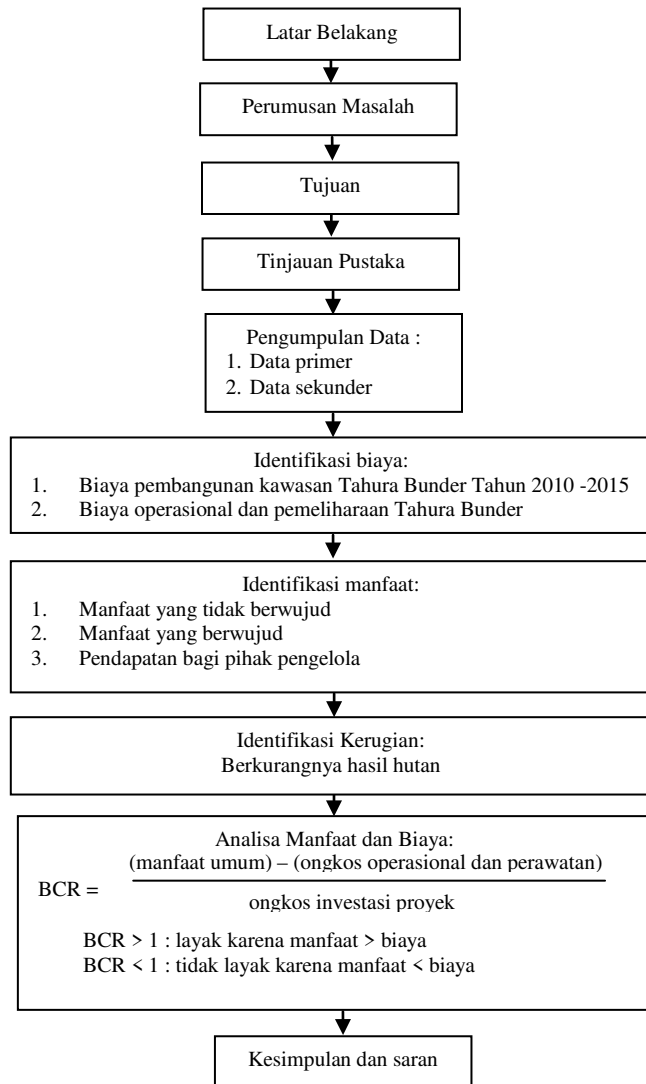 Latar Belakang
Perumusan Masalah
Tujuan
Tinjauan Pustaka
Pengumpulan Data :
1. Data primer
2. Data sekunder
Identifikasi biaya:
1. Biaya pembangunan kawasan Tahura Bunder Tahun 2010 -2015
2. Biaya operasional dan pemeliharaan Tahura Bunder
Identifikasi manfaat:
1. Manfaat yang tidak berwujud
2. Manfaat yang berwujud
3. Pendapatan bagi pihak pengelola
Identifikasi Kerugian:
Berkurangnya hasil hutan
Analisa Manfaat dan Biaya:
(manfaat umum) – (ongkos operasional dan perawatan)
BCR =
ongkos investasi proyek
BCR > 1 : layak karena manfaat > biaya
BCR < 1 : tidak layak karena manfaat < biaya
Kesimpulan dan saran